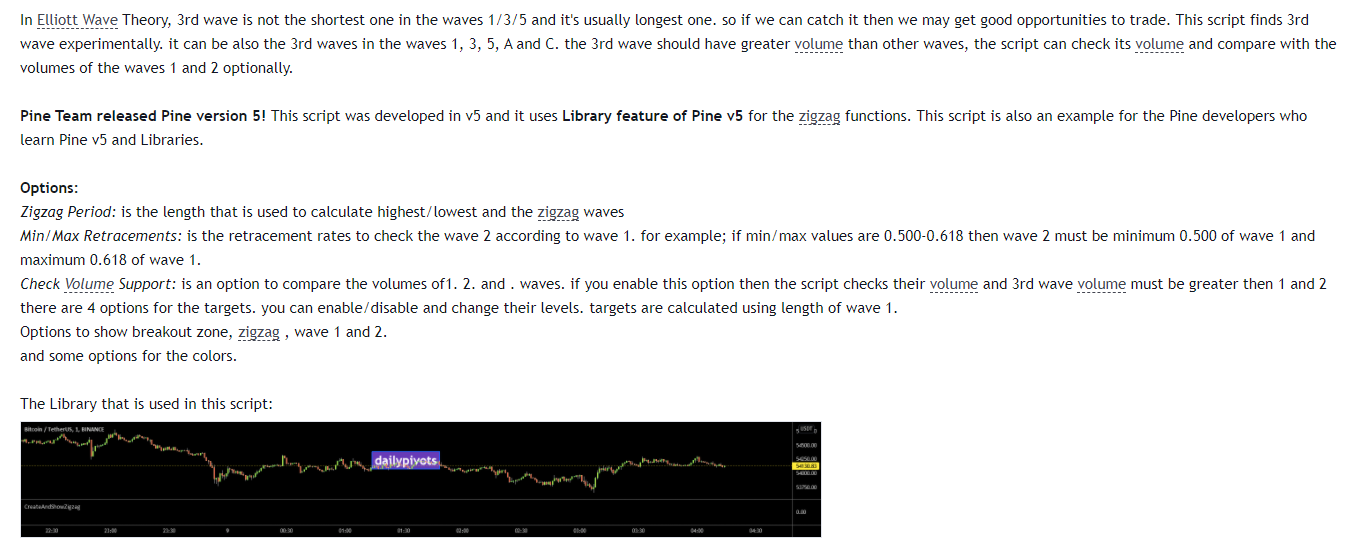 In Elliott Wave Theory, 3rd wave is not the shortest one in the waves 1/3/5 and it's usually longest one. so if we can catch it then we may get good opportunities to trade. This script finds 3rd
wave experimentally. it can be also the 3rd waves in the waves 1, 3, 5, A and C. the 3rd wave should have greater volume than other waves, the script can check its volume and compare with the
volumes of the waves 1 and 2 optionally.
Pine Team released Pine version 5! This script was developed in v5 and it uses Library feature of Pine v5 for the zigzag functions. This script is also an example for the Pine developers who
learn Pine v5 and Libraries.
Options:
Zigzag Period: is the length that is used to calculate highest/lowest and the zigzag waves
Min/Max Retracements: is the retracement rates to check the wave 2 according to wave 1. for example; if min/max values are 0.500-0.618 then wave 2 must be minimum 0.500 of wave 1 and
maximum 0.618 of wave 1.
Check Volume Support: is an option to compare the volumes of1. 2. and . waves. if you enable this option then the script checks their volume and 3rd wave volume must be greater then 1 and 2
there are 4 options for the targets. you can enable/disable and change their levels. targets are calculated using length of wave 1.
Options to show breakout zone, zigzag , wave 1 and 2.
and some options for the colors.
The Library that is used in this script:
Bitcoin / TetherUS, 1, BINANCE
USDT
54500.00
54250.00
dailypivots
54000.00
53750.00
CreateAndShowZigzag
0.00
22:30 23:00 23:30 9 00:30 01:00 01:30 02:00 02:30 03:00 03:30 04:00 04:30